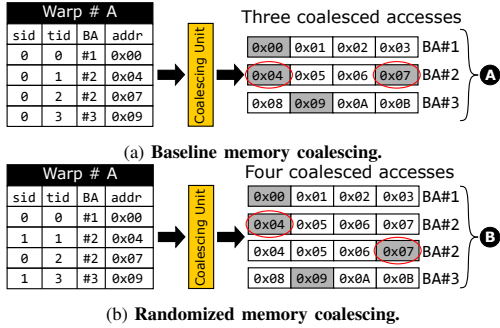 Warp # A
sid tid BA addr
0 0 #1 0x00
0 1 #2 0x04
0 2 #2 0x07
0 3 #3 0x09
Coalescing Unit
Three coalesced accesses
0x00 0x01 0x02 0x03 BA#1
0x04 0x05 0x06 0x07 BA#2
0x08 0x09 0x0A 0x0B BA#3
A
(a) Baseline memory coalescing.
Warp # A
sid tid BA addr
0 0 #1 0x00
1 1 #2 0x04
0 2 #2 0x07
1 3 #3 0x09
Coalescing Unit
Four coalesced accesses
0x00 0x01 0x02 0x03 BA#1
0x04 0x05 0x06 0x07 BA#2
0x04 0x05 0x06 0x07 BA#2
0x08 0x09 0x0A 0x0B BA#3
B
(b) Randomized memory coalescing.